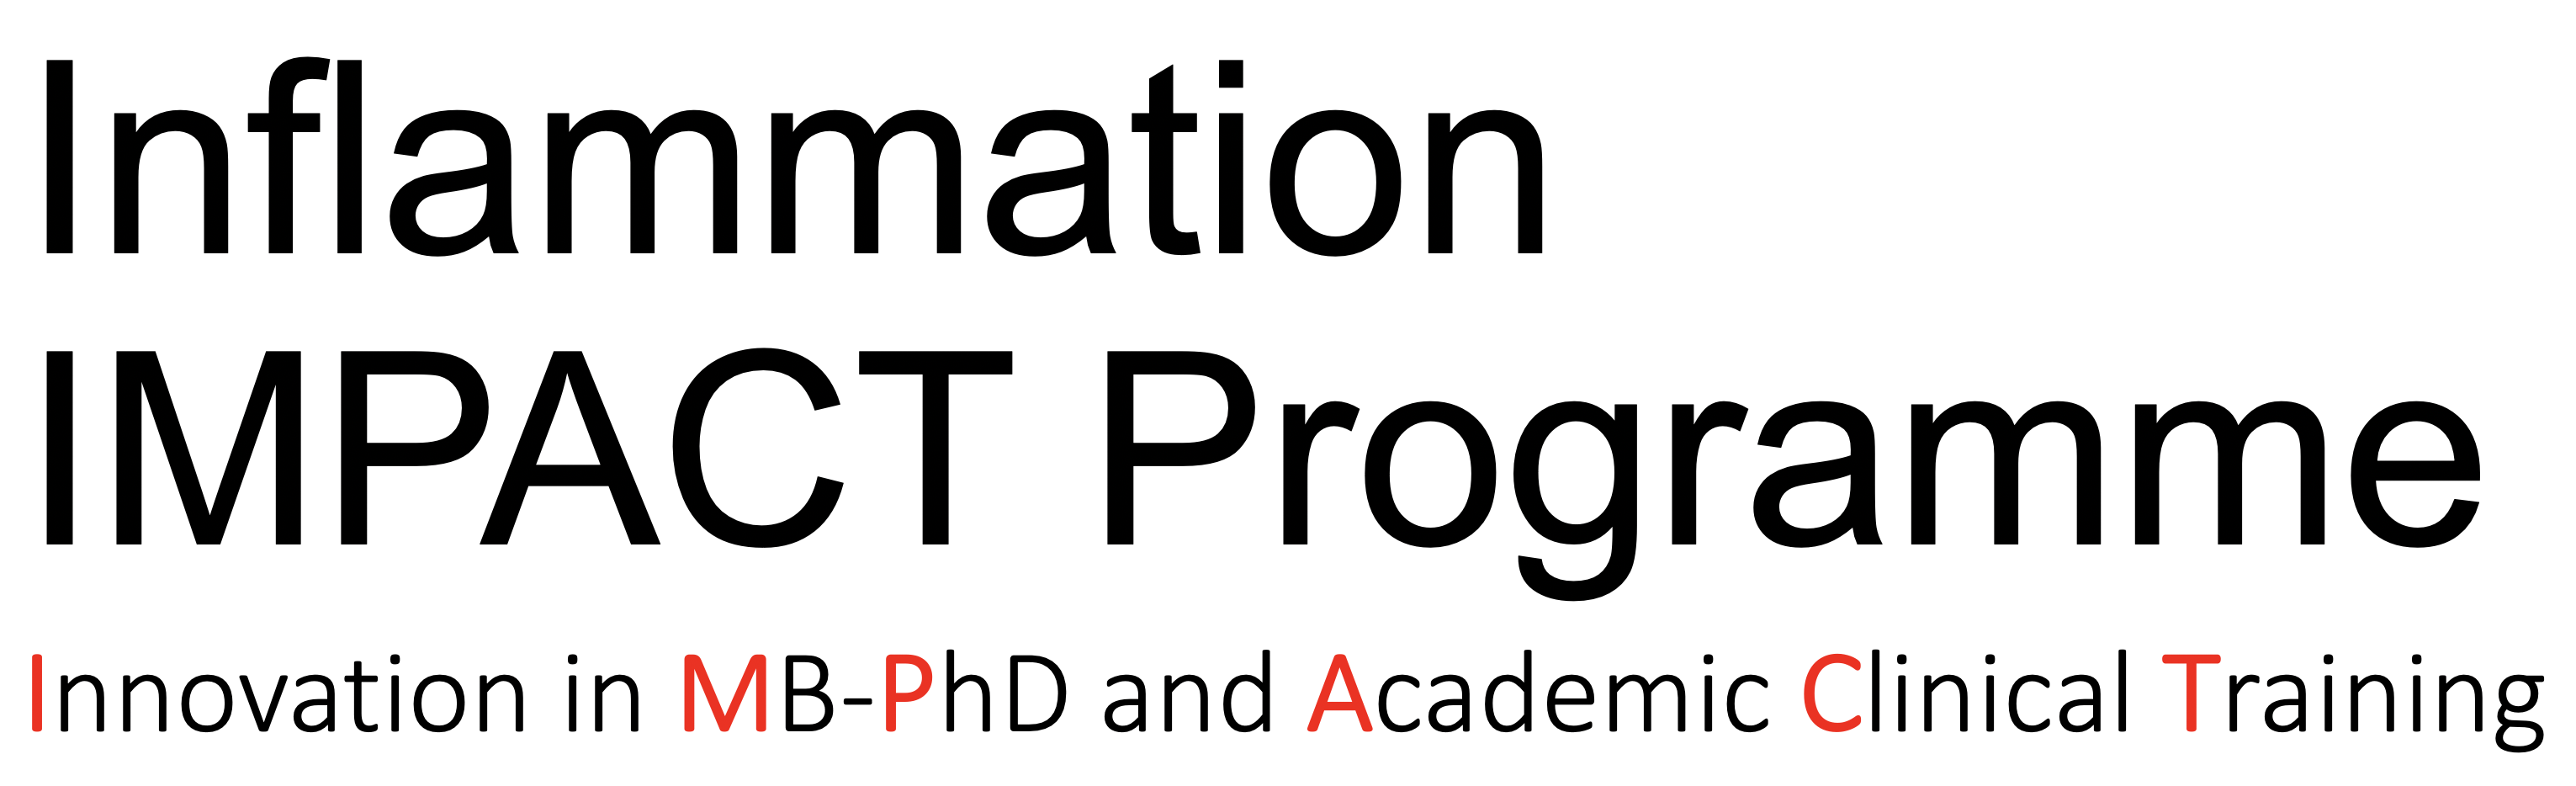 Inflammation
IMPACT Programme
Innovation in MB-PhD and Academic Clinical Training